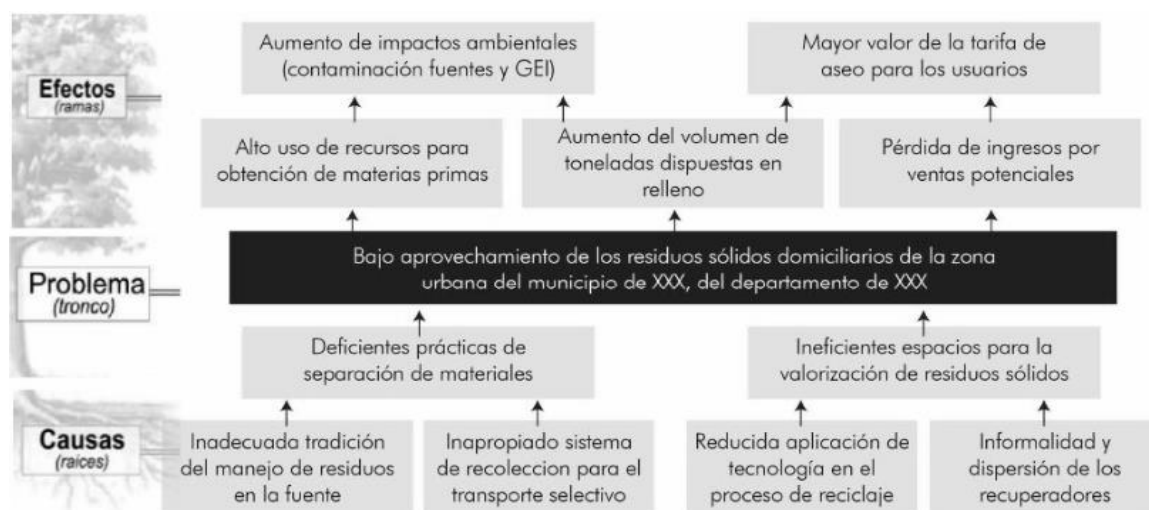 Efectos
(ramas)
Aumento de impactos ambientales
(contaminación fuentes y GEI)
Mayor valor de la tarifa de
aseo para los usuarios
Alto uso de recursos para
obtención de materias primas
Aumento del volumen de
toneladas dispuestas en
relleno
Pérdida de ingresos por
ventas potenciales
Problema
(tronco)
Bajo aprovechamiento de los residuos sólidos domiciliarios de la zona
urbana del municipio de XXX, del departamento de XXX
Deficientes prácticas de
separación de materiales
Ineficientes espacios para la
valorización de residuos sólidos
Causas
(raices)
Inadecuada tradición
del manejo de residuos
en la fuente
Inapropiado sistema
de recoleccion para el
transporte selectivo
Reducida aplicación de
tecnología en el
proceso de reciclaje
Informalidad y
dispersión de los
recuperadores